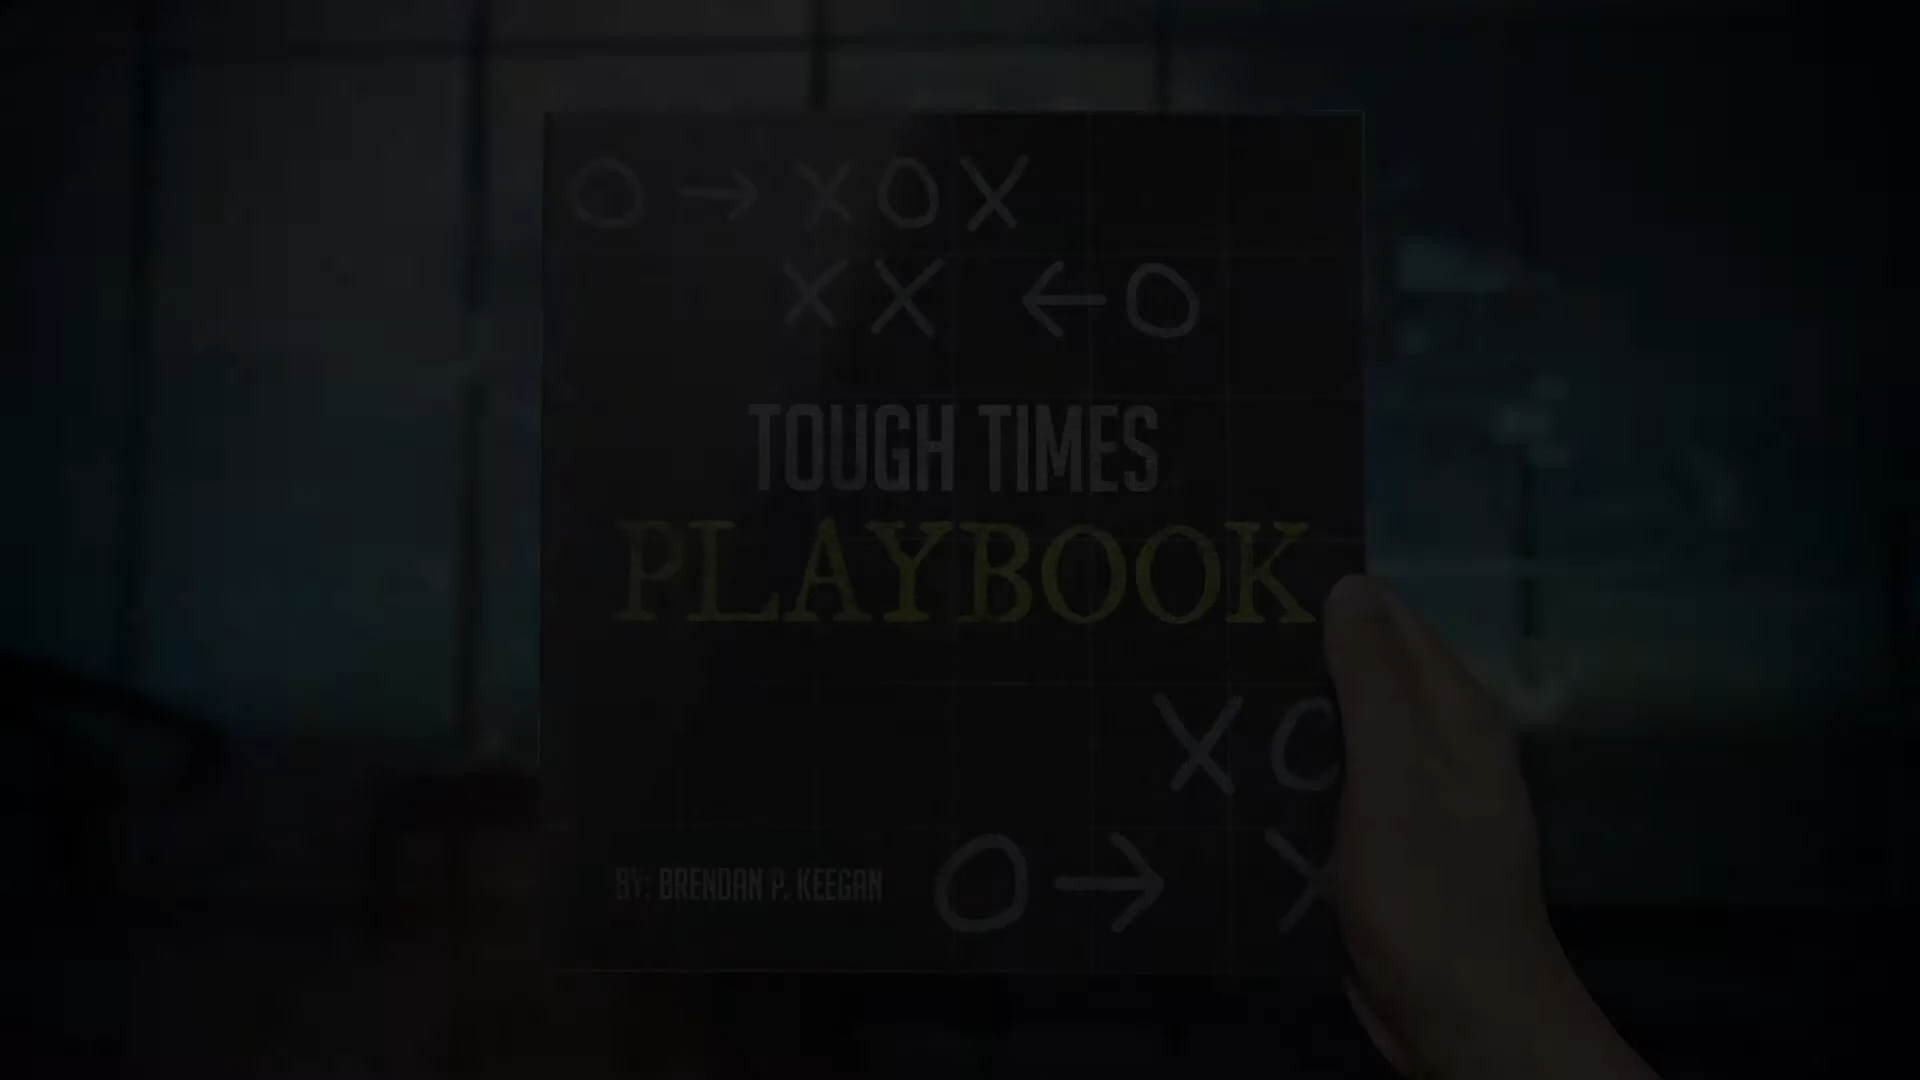 O → X O X
X X ← O
TOUGH TIMES
PLAYBOOK
X O
BY: BRENDAN P. KEEGAN
O → X